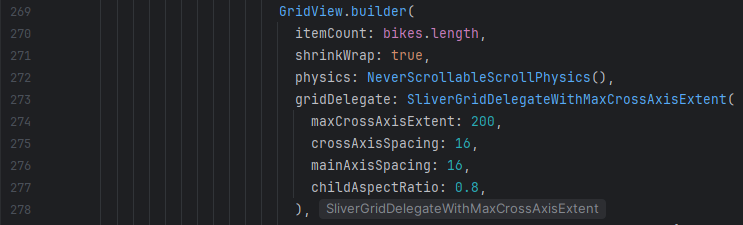 269 GridView.builder(
270 itemCount: bikes.length,
271 shrinkWrap: true,
272 physics: NeverScrollableScrollPhysics(),
273 gridDelegate: SliverGridDelegateWithMaxCrossAxisExtent(
274 maxCrossAxisExtent: 200,
275 crossAxisSpacing: 16,
276 mainAxisSpacing: 16,
277 childAspectRatio: 0.8,
278 ), SliverGridDelegateWithMaxCrossAxisExtent